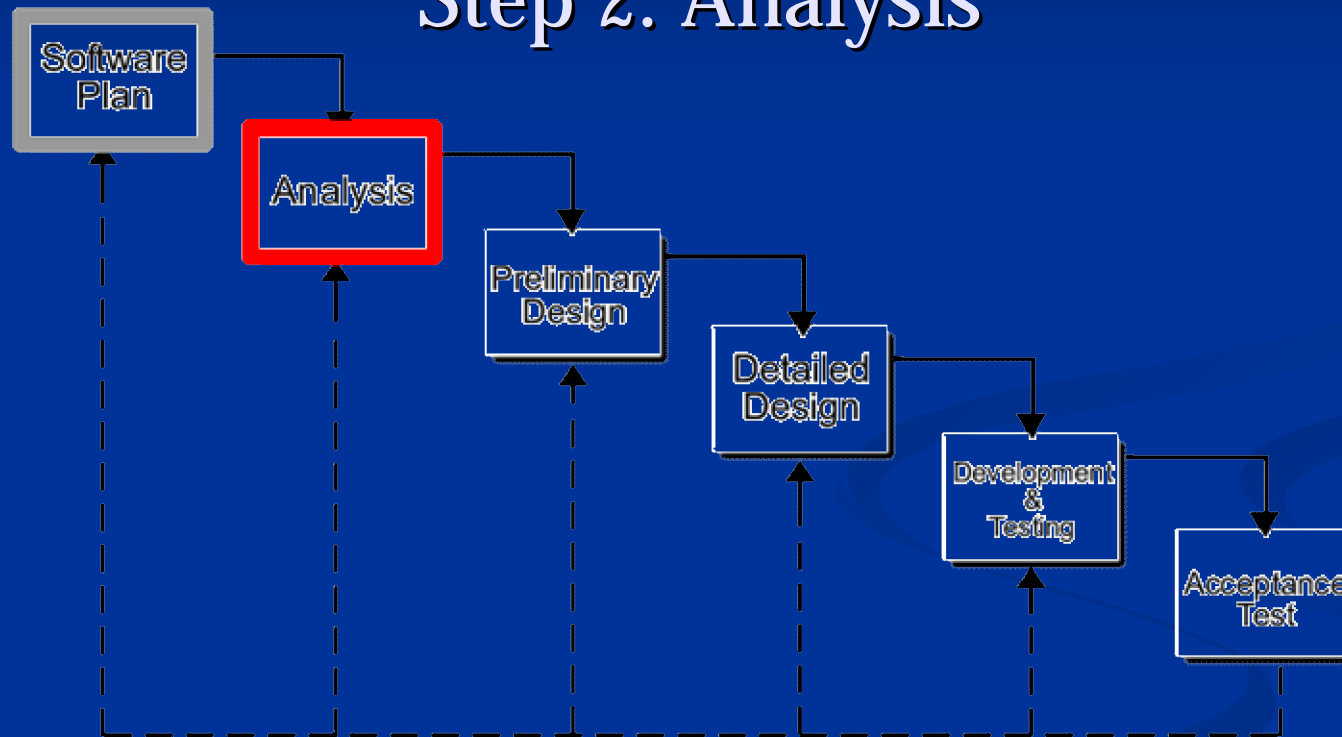 Step 2. Analysis
Software
Plan
Analysis
Preliminary
Design
Detailed
Design
Development
&
Testing
Acceptance
Test